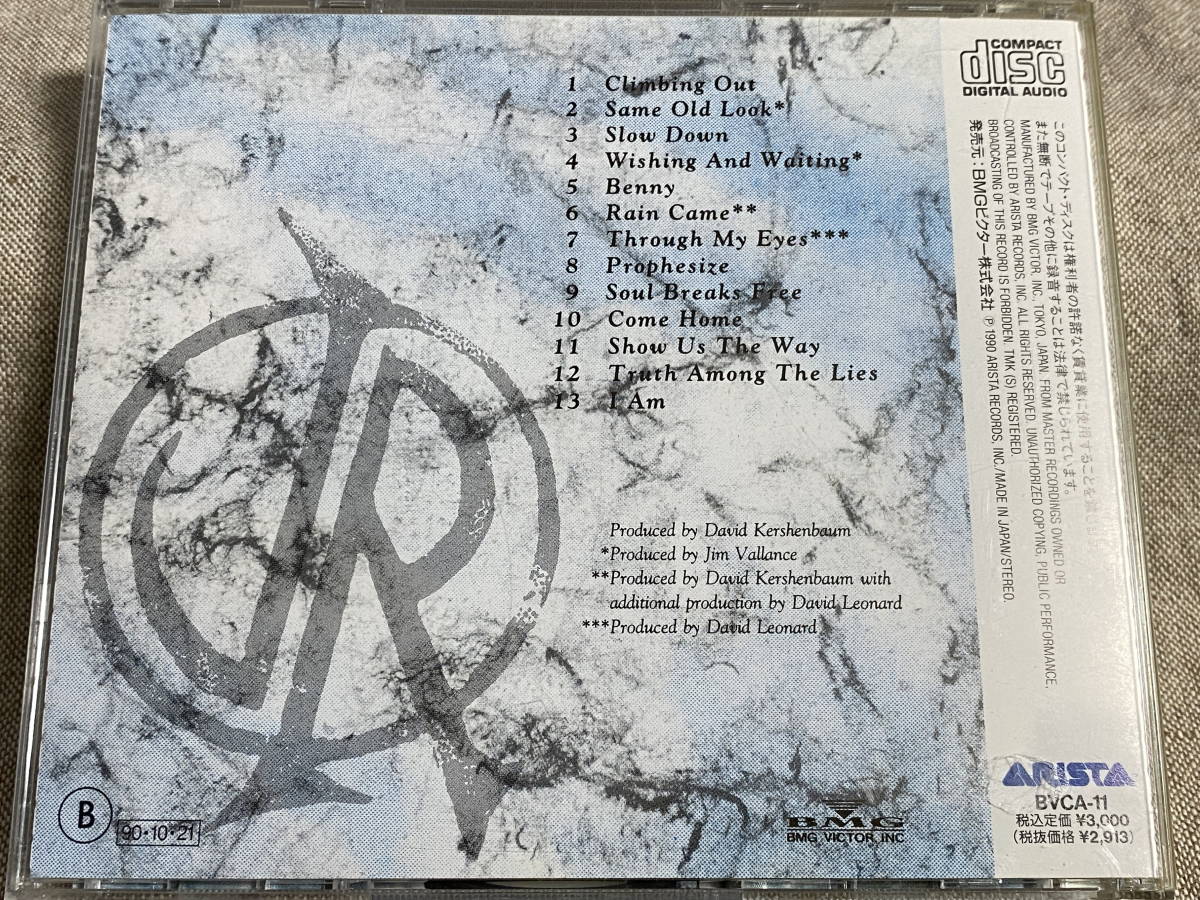 1 Climbing Out
2 Same Old Look*
3 Slow Down
4 Wishing And Waiting*
5 Benny
6 Rain Came**
7 Through My Eyes***
8 Prophesize
9 Soul Breaks Free
10 Come Home
11 Show Us The Way
12 Truth Among The Lies
13 I Am
Produced by David Kershenbaum
*Produced by Jim Vallance
**Produced by David Kershenbaum with
additional production by David Leonard
***Produced by David Leonard
B
90・10・21
BMG
BMG VICTOR, INC.
COMPACT
disc
DIGITAL AUDIO
このコンパクト・ディスクは権利者の許諾なく賃貸業に使用することを
また無断でテープその他に録音することは法律で禁じられています。
MANUFACTURED BY BMG VICTOR, INC. TOKYO, JAPAN. FROM MASTER RECORDINGS OWNED OR
CONTROLLED BY ARISTA RECORDS, INC. ALL RIGHTS RESERVED. UNAUTHORIZED COPYING, PUBLIC PERFORMANCE,
BROADCASTING OF THIS RECORD IS FORBIDDEN. TMK (S) REGISTERED.
発売元:BMGビクター株式会社 ℗ 1990 ARISTA RECORDS, INC./MADE IN JAPAN/STEREO.
ARISTA
BVCA-11
税込定価 ¥3,000
(税抜価格 ¥2,913)